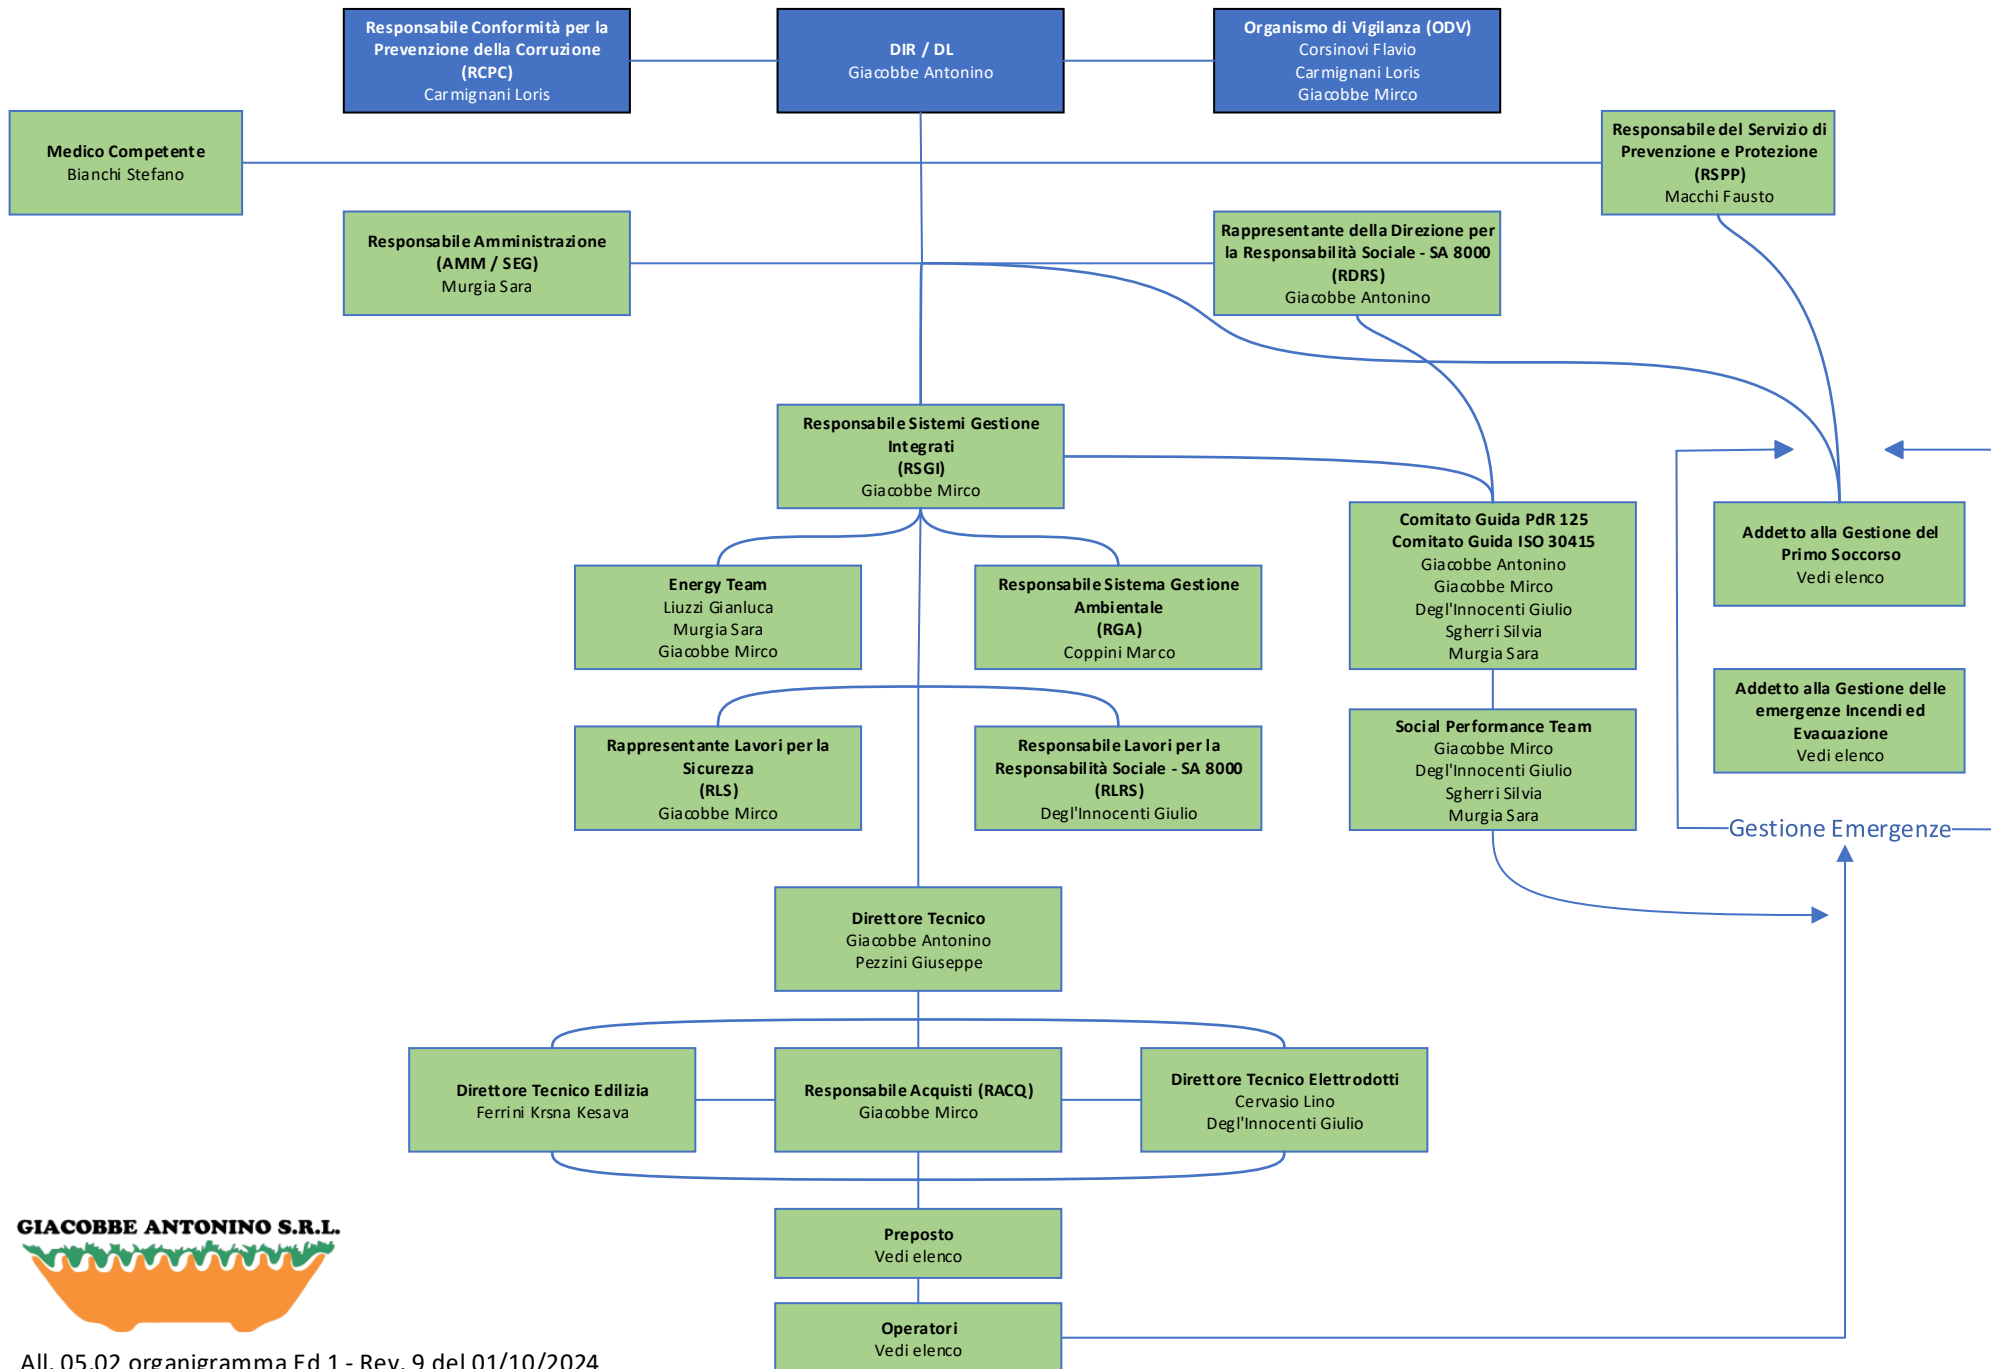 Responsabile Conformità per la
Prevenzione della Corruzione
(RCPC)
Carmignani Loris
DIR / DL
Giacobbe Antonino
Organismo di Vigilanza (ODV)
Corsinovi Flavio
Carmignani Loris
Giacobbe Mirco
Medico Competente
Bianchi Stefano
Responsabile del Servizio di
Prevenzione e Protezione
(RSPP)
Macchi Fausto
Responsabile Amministrazione
(AMM / SEG)
Murgia Sara
Rappresentante della Direzione per
la Responsabilità Sociale - SA 8000
(RDRS)
Giacobbe Antonino
Responsabile Sistemi Gestione
Integrati
(RSGI)
Giacobbe Mirco
Comitato Guida PdR 125
Comitato Guida ISO 30415
Giacobbe Antonino
Giacobbe Mirco
Degl'Innocenti Giulio
Sgherri Silvia
Murgia Sara
Addetto alla Gestione del
Primo Soccorso
Vedi elenco
Energy Team
Liuzzi Gianluca
Murgia Sara
Giacobbe Mirco
Responsabile Sistema Gestione
Ambientale
(RGA)
Coppini Marco
Addetto alla Gestione delle
emergenze Incendi ed
Evacuazione
Vedi elenco
Rappresentante Lavori per la
Sicurezza
(RLS)
Giacobbe Mirco
Responsabile Lavori per la
Responsabilità Sociale - SA 8000
(RLRS)
Degl'Innocenti Giulio
Social Performance Team
Giacobbe Mirco
Degl'Innocenti Giulio
Sgherri Silvia
Murgia Sara
Gestione Emergenze
Direttore Tecnico
Giacobbe Antonino
Pezzini Giuseppe
Direttore Tecnico Edilizia
Ferrini Krsna Kesava
Responsabile Acquisti (RACQ)
Giacobbe Mirco
Direttore Tecnico Elettrodotti
Cervasio Lino
Degl'Innocenti Giulio
Preposto
Vedi elenco
Operatori
Vedi elenco
GIACOBBE ANTONINO S.R.L.
All. 05.02 organigramma Ed 1 - Rev. 9 del 01/10/2024